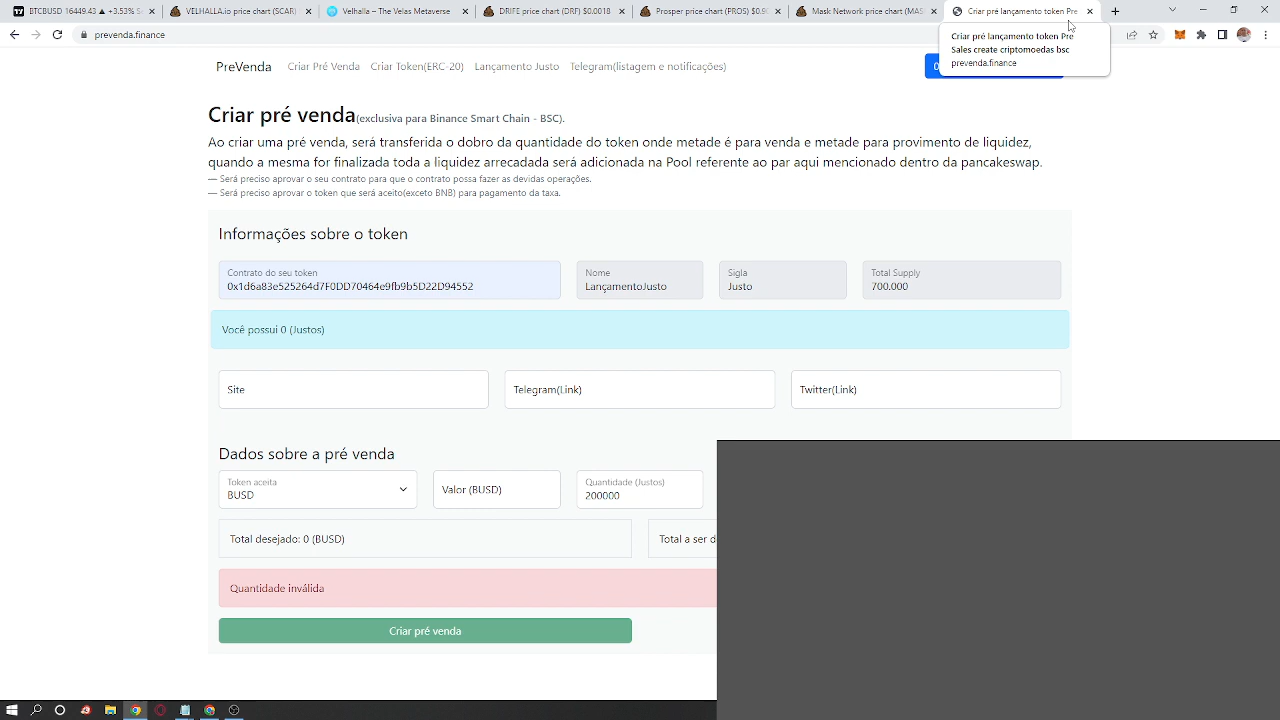 BTCBUSD 16449.43 ▲ +3.53% S
VELHALLA.io price chart (SCAR)
Velhalla – The Velas Metaverse
DRIFE price chart (DRF) $0.0018
Prosper price chart (PROS) $0.90
Mask Network price chart (MAS
Criar pré lançamento token Pre
prevenda.finance
Criar pré lançamento token Pre
Sales create criptomoedas bsc
prevenda.finance
PreVenda Criar Pré Venda Criar Token(ERC-20) Lançamento Justo Telegram(listagem e notificações)
Criar pré venda(exclusiva para Binance Smart Chain - BSC).
Ao criar uma pré venda, será transferida o dobro da quantidade do token onde metade é para venda e metade para provimento de liquidez,
quando a mesma for finalizada toda a liquidez arrecadada será adicionada na Pool referente ao par aqui mencionado dentro da pancakeswap.
— Será preciso aprovar o seu contrato para que o contrato possa fazer as devidas operações.
— Será preciso aprovar o token que será aceito(exceto BNB) para pagamento da taxa.
Informações sobre o token
Contrato do seu token
0x1d6a83e525264d7F0DD70464e9fb9b5D22D94552
Nome
LançamentoJusto
Sigla
Justo
Total Supply
700.000
Você possui 0 (Justos)
Site
Telegram(Link)
Twitter(Link)
Dados sobre a pré venda
Token aceita
BUSD
Valor (BUSD)
Quantidade (Justos)
200000
Total desejado: 0 (BUSD)
Total a ser d
Quantidade inválida
Criar pré venda